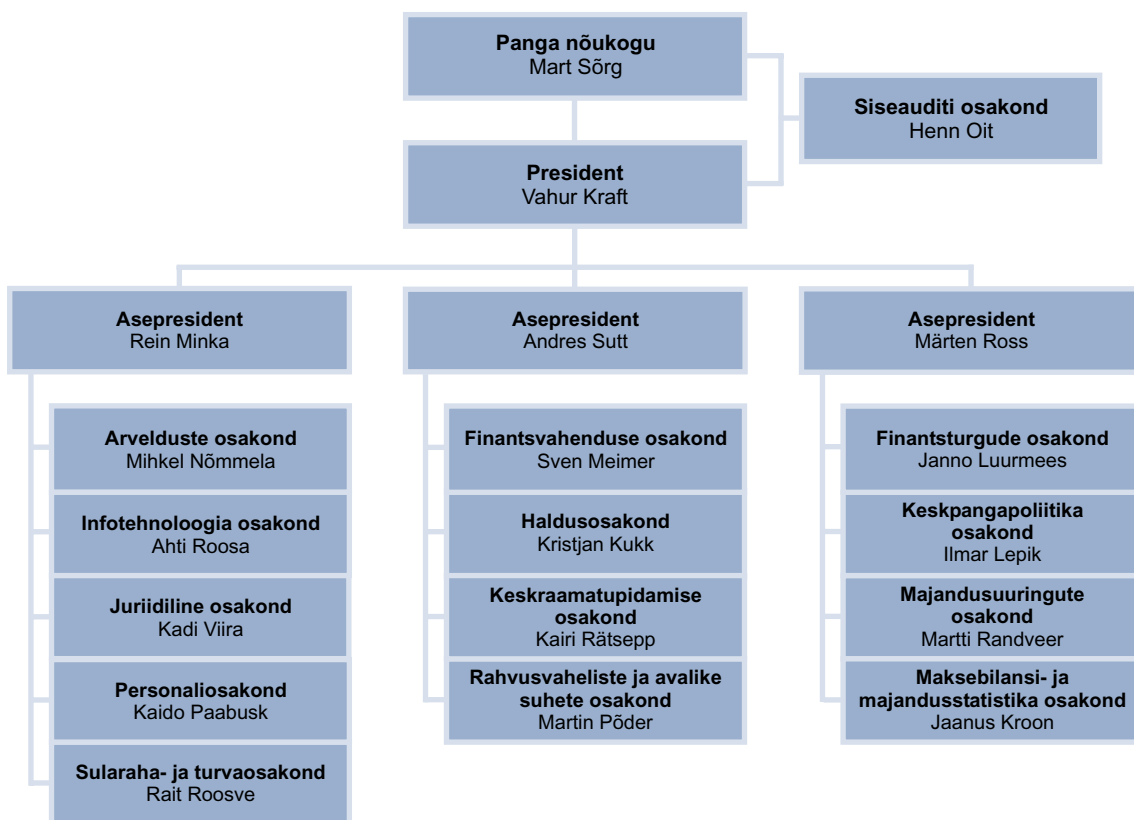 Panga nõukogu
Mart Sõrg
Siseauditi osakond
Henn Oit
President
Vahur Kraft
Asepresident
Rein Minka
Arvelduste osakond
Mihkel Nõmmela
Infotehnoloogia osakond
Ahti Roosa
Juriidiline osakond
Kadi Viira
Personaliosakond
Kaido Paabusk
Sularaha- ja turvaosakond
Rait Roosve
Asepresident
Andres Sutt
Finantsvahenduse osakond
Sven Meimer
Haldusosakond
Kristjan Kukk
Keskraamatupidamise
osakond
Kairi Rätsepp
Rahvusvaheliste ja avalike
suhete osakond
Martin Põder
Asepresident
Märten Ross
Finantsturgude osakond
Janno Luurmees
Keskpangapoliitika
osakond
Ilmar Lepik
Majandusuuringute
osakond
Martti Randveer
Maksebilansi- ja
majandusstatistika osakond
Jaanus Kroon